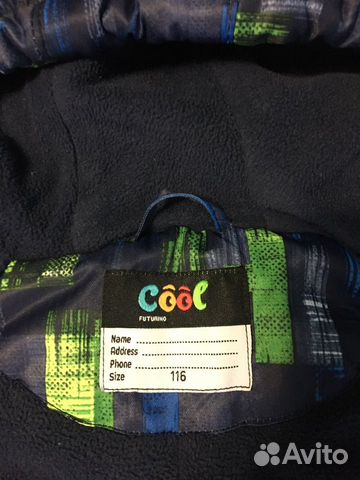 Cool
FUTURINO
Name
Address
Phone
Size 116
Avito